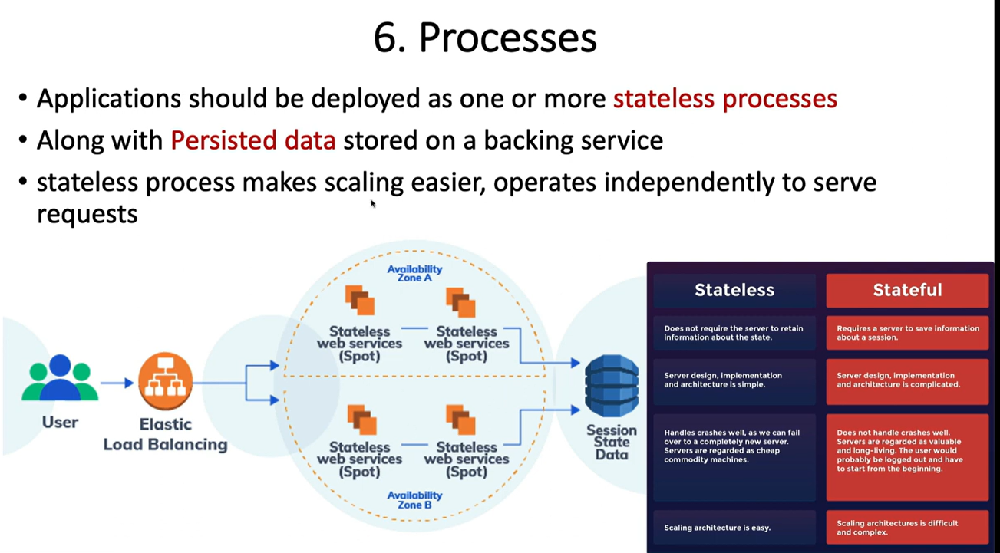 6. Processes
• Applications should be deployed as one or more stateless processes
• Along with Persisted data stored on a backing service
• stateless process makes scaling easier, operates independently to serve
requests
User
Elastic
Load Balancing
Availability
Zone A
Stateless
web services
(Spot)
Stateless
web services
(Spot)
Stateless
web services
(Spot)
Stateless
web services
(Spot)
Availability
Zone B
Session
State
Data
Stateless
Stateful
Does not require the server to retain
information about the state.
Requires a server to save information
about a session.
Server design, implementation
and architecture is simple.
Server design, implementation
and architecture is complicated.
Handles crashes well, as we can fail
over to a completely new server.
Servers are regarded as cheap
commodity machines.
Does not handle crashes well.
Servers are regarded as valuable
and long-living. The user would
probably be logged out and have
to start from the beginning.
Scaling architecture is easy.
Scaling architectures is difficult
and complex.